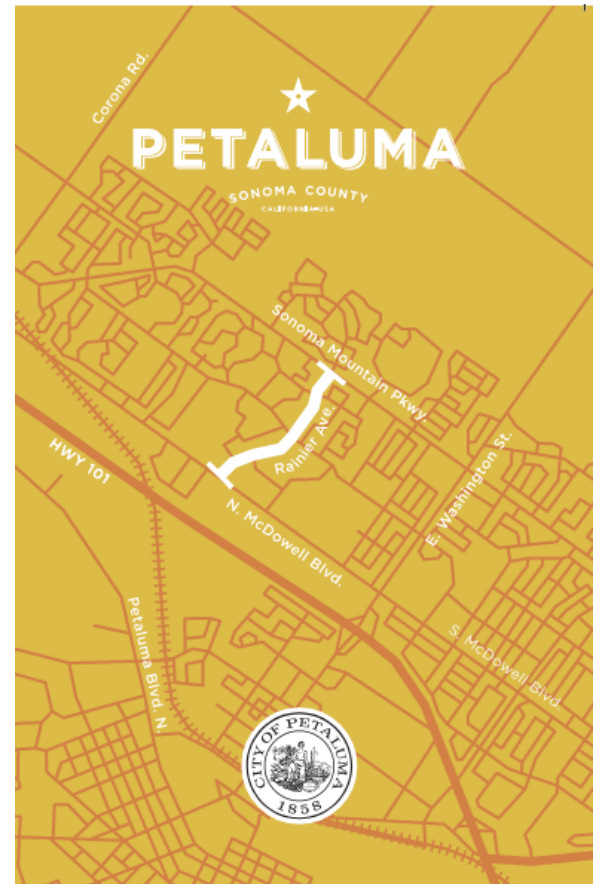 Corona Rd.
PETALUMA
SONOMA COUNTY
CALIFORNIA USA
Sonoma Mountain Pkwy.
Rainier Ave.
E. Washington St.
HWY 101
N. McDowell Blvd.
Petaluma Blvd. N.
S. McDowell Blvd.
CITY OF PETALUMA
1858